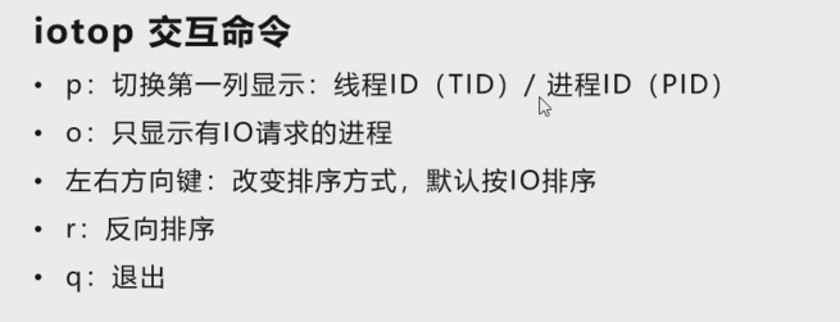 iotop 交互命令
• p：切换第一列显示：线程ID（TID）/ 进程ID（PID）
• o：只显示有IO请求的进程
• 左右方向键：改变排序方式，默认按IO排序
• r：反向排序
• q：退出